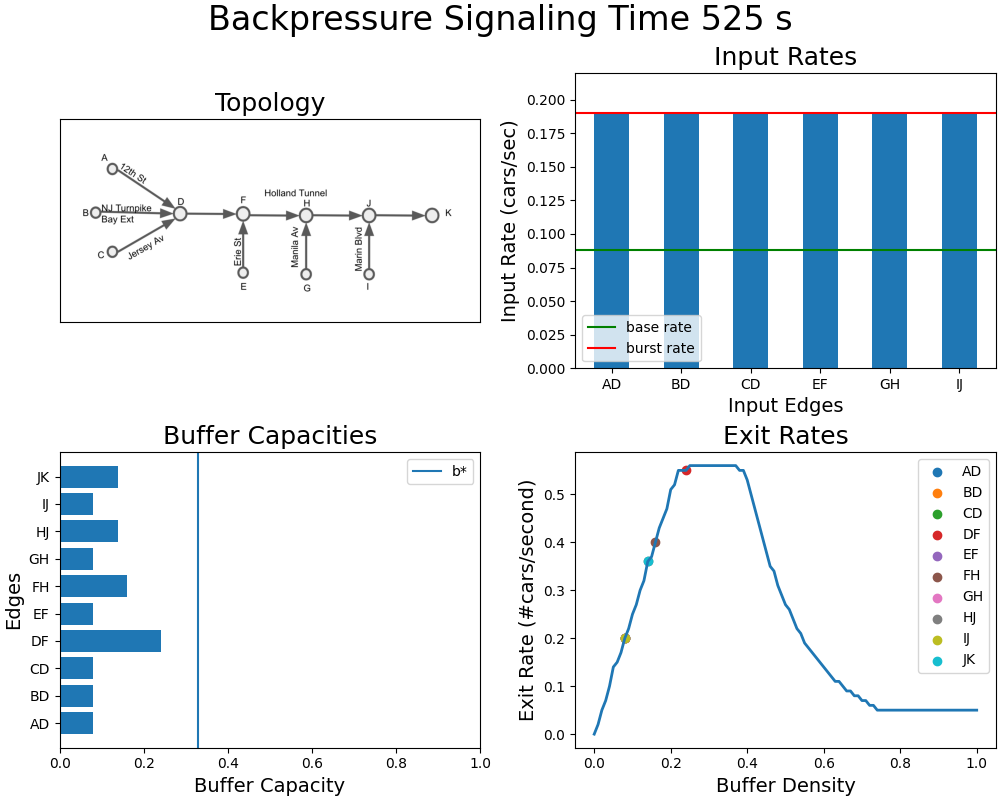 Backpressure Signaling Time 525 s
Topology
A
12th St
B
NJ Turnpike
Bay Ext
C
Jersey Av
D
F
Holland Tunnel
H
J
K
Erie St
Manila Av
Marin Blvd
E
G
I
Input Rates
Input Rate (cars/sec)
0.200
0.175
0.150
0.125
0.100
0.075
0.050
0.025
0.000
base rate
burst rate
AD BD CD EF GH IJ
Input Edges
Buffer Capacities
b*
Edges
JK
IJ
HJ
GH
FH
EF
DF
CD
BD
AD
0.0 0.2 0.4 0.6 0.8 1.0
Buffer Capacity
Exit Rates
Exit Rate (#cars/second)
0.5
0.4
0.3
0.2
0.1
0.0
AD
BD
CD
DF
EF
FH
GH
HJ
IJ
JK
0.0 0.2 0.4 0.6 0.8 1.0
Buffer Density